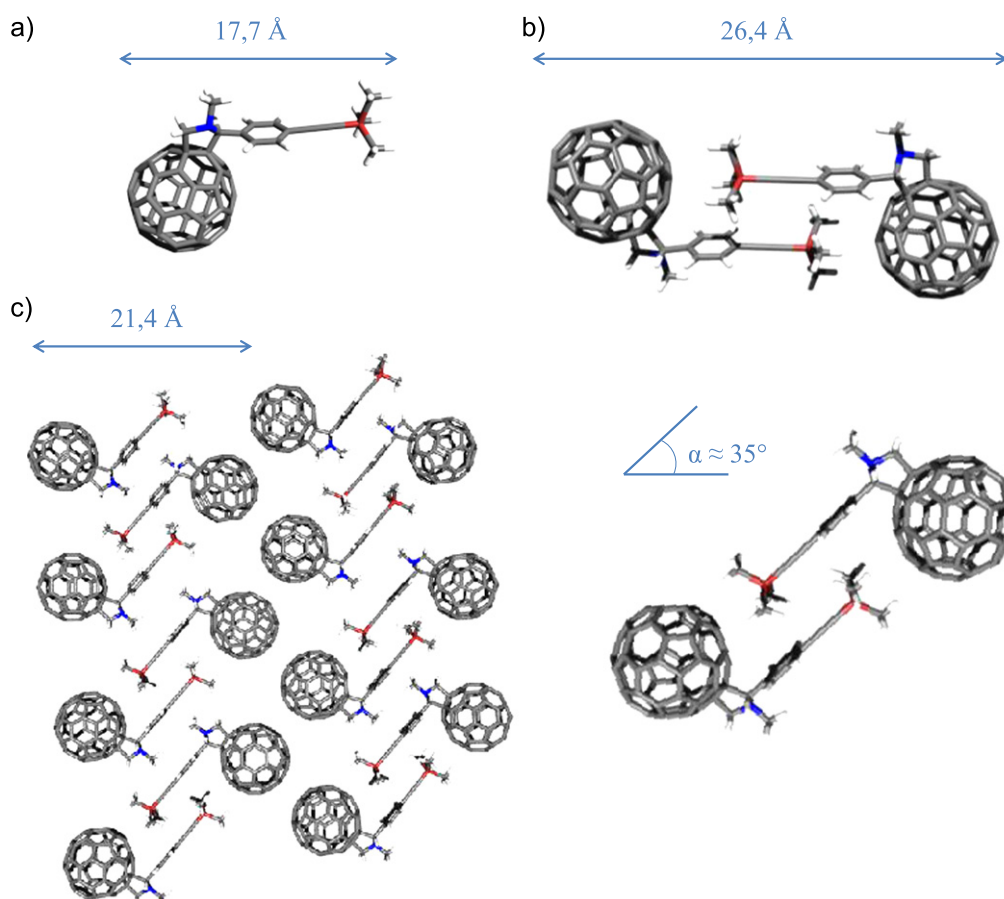 a)
17,7 Å
b)
26,4 Å
c)
21,4 Å
α ≈ 35°